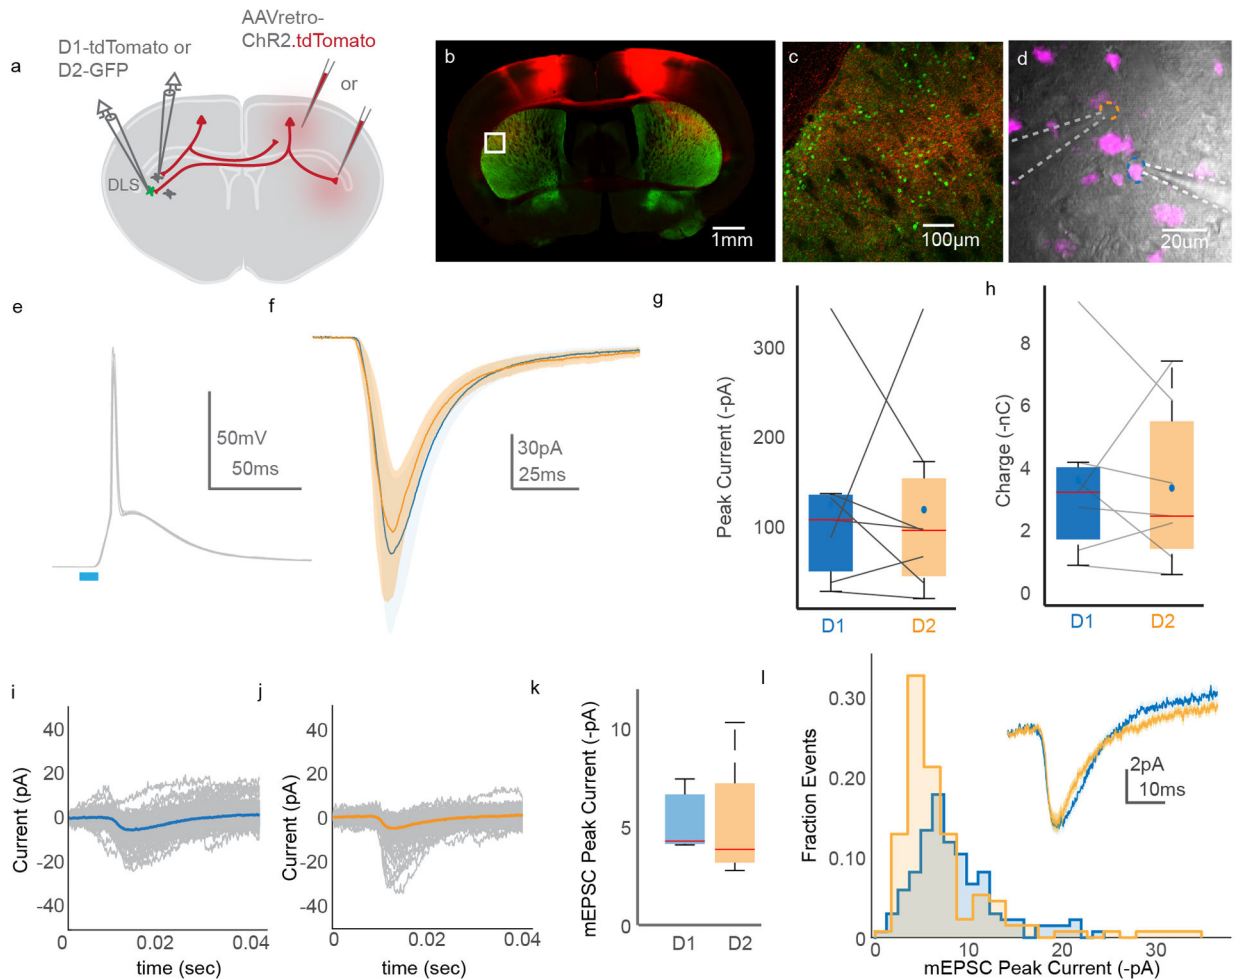 a
D1-tdTomato or
D2-GFP
AAVretro-
ChR2.tdTomato
or
DLS
b
1mm
c
100µm
d
20um
e
50mV
50ms
f
30pA
25ms
g
Peak Current (-pA)
300
200
100
D1
D2
h
Charge (-nC)
8
6
4
2
0
D1
D2
i
Current (pA)
40
20
0
-20
-40
0
0.02
0.04
time (sec)
j
Current (pA)
40
20
0
-20
-40
0
0.02
0.04
time (sec)
k
mEPSC Peak Current (-pA)
10
5
0
D1
D2
l
Fraction Events
0.30
0.20
0.10
0
10
20
30
mEPSC Peak Current (-pA)
2pA
10ms